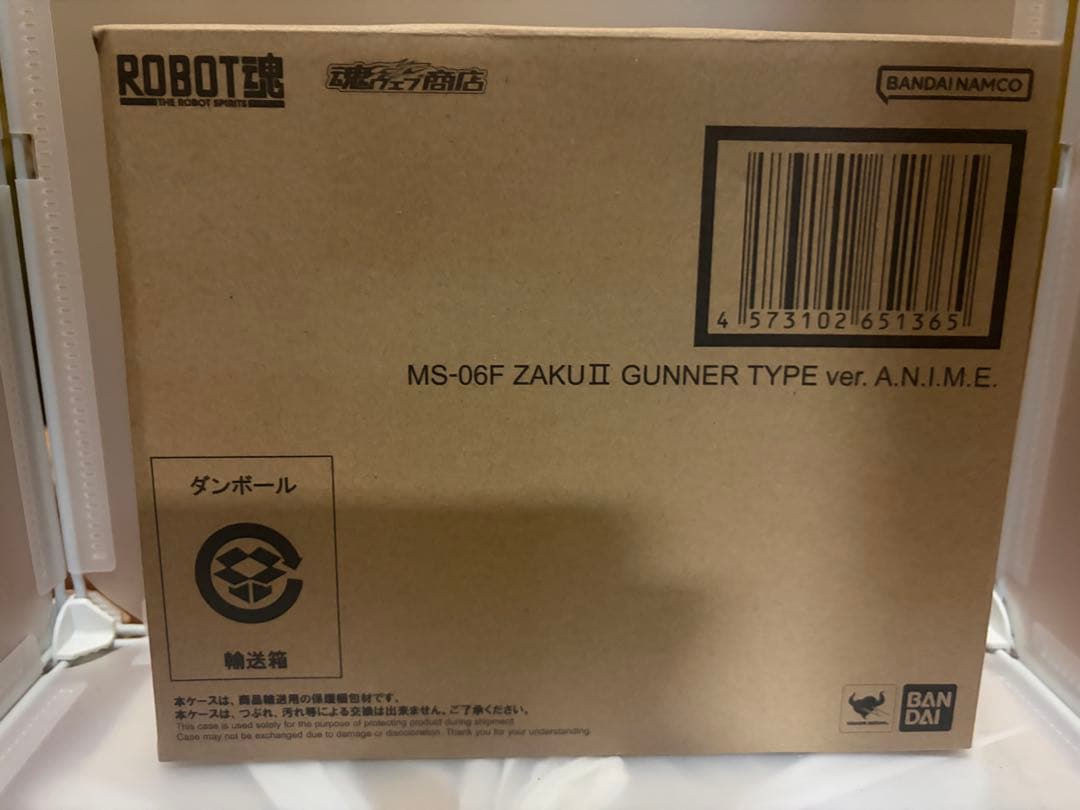 ROBOT魂
THE ROBOT SPIRITS
魂ウェブ商店
BANDAI NAMCO
4 573102 651365
MS-06F ZAKUⅡ GUNNER TYPE ver. A.N.I.M.E.
ダンボール
輸送箱
本ケースは、商品輸送用の保護梱包材です。
本ケースは、つぶれ、汚れ等による交換は出来ません。ご了承ください。
This case is used solely for the purpose of protecting product during shipment.
Case may not be exchanged due to damage or discoloration. Thank you for your understanding.
BAN
DAI